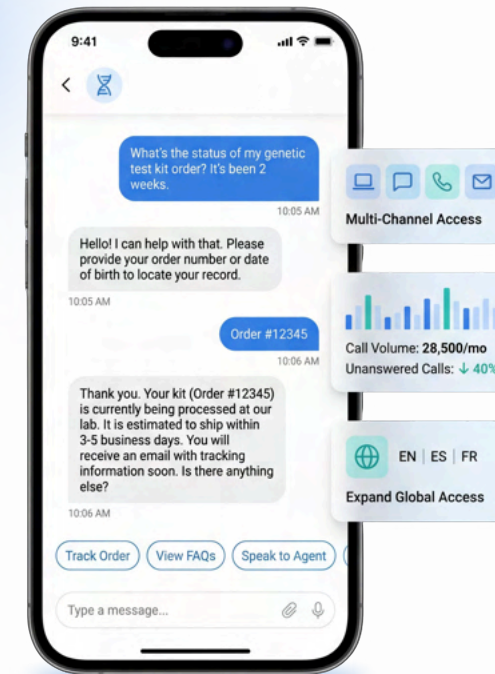 9:41
What's the status of my genetic
test kit order? It's been 2
weeks.
10:05 AM
Hello! I can help with that. Please
provide your order number or date
of birth to locate your record.
10:05 AM
Order #12345
10:06 AM
Thank you. Your kit (Order #12345)
is currently being processed at our
lab. It is estimated to ship within
3-5 business days. You will
receive an email with tracking
information soon. Is there anything
else?
10:06 AM
Track Order
View FAQs
Speak to Agent
Type a message...
Multi-Channel Access
Call Volume: 28,500/mo
Unanswered Calls: ↓ 40%
EN | ES | FR
Expand Global Access